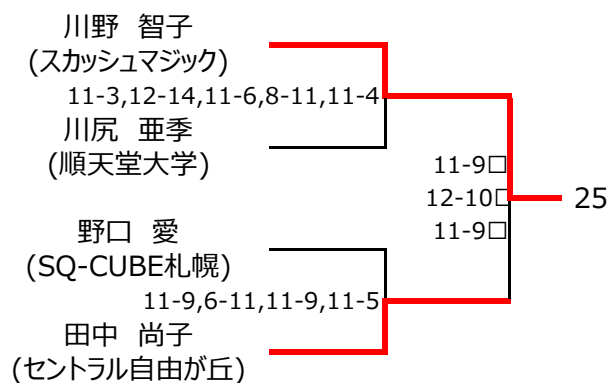 川野　智子
(スカッシュマジック)
11-3,12-14,11-6,8-11,11-4
川尻　亜季
(順天堂大学)
11-9□
12-10□
11-9□
25
野口　愛
(SQ-CUBE札幌)
11-9,6-11,11-9,11-5
田中　尚子
(セントラル自由が丘)